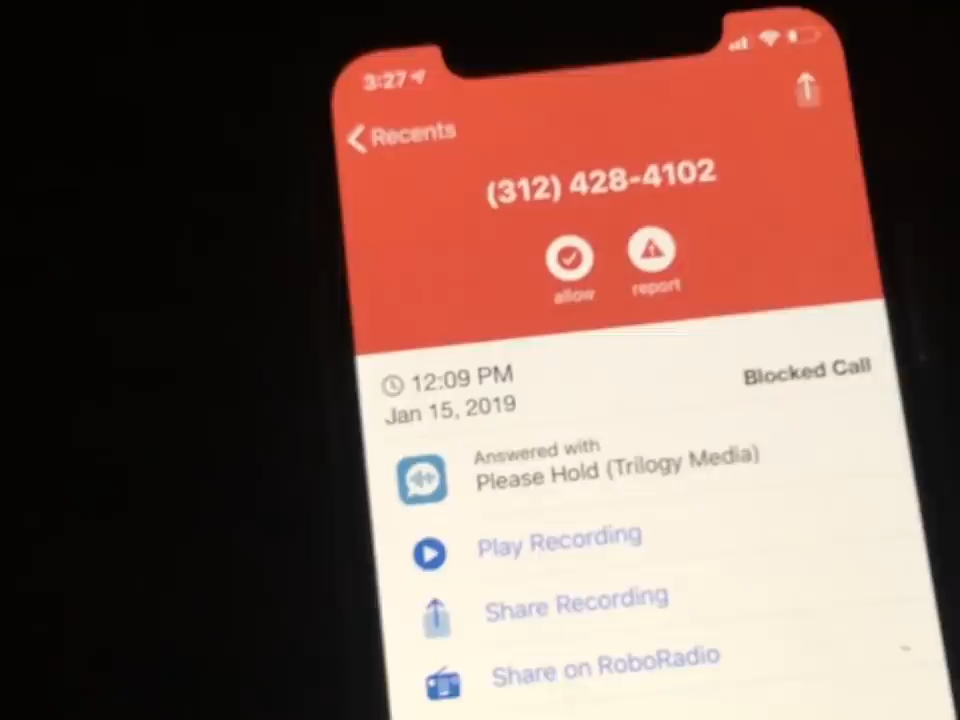 3:27
Recents
(312) 428-4102
allow
report
12:09 PM
Blocked Call
Jan 15, 2019
Answered with
Please Hold (Trilogy Media)
Play Recording
Share Recording
Share on RoboRadio